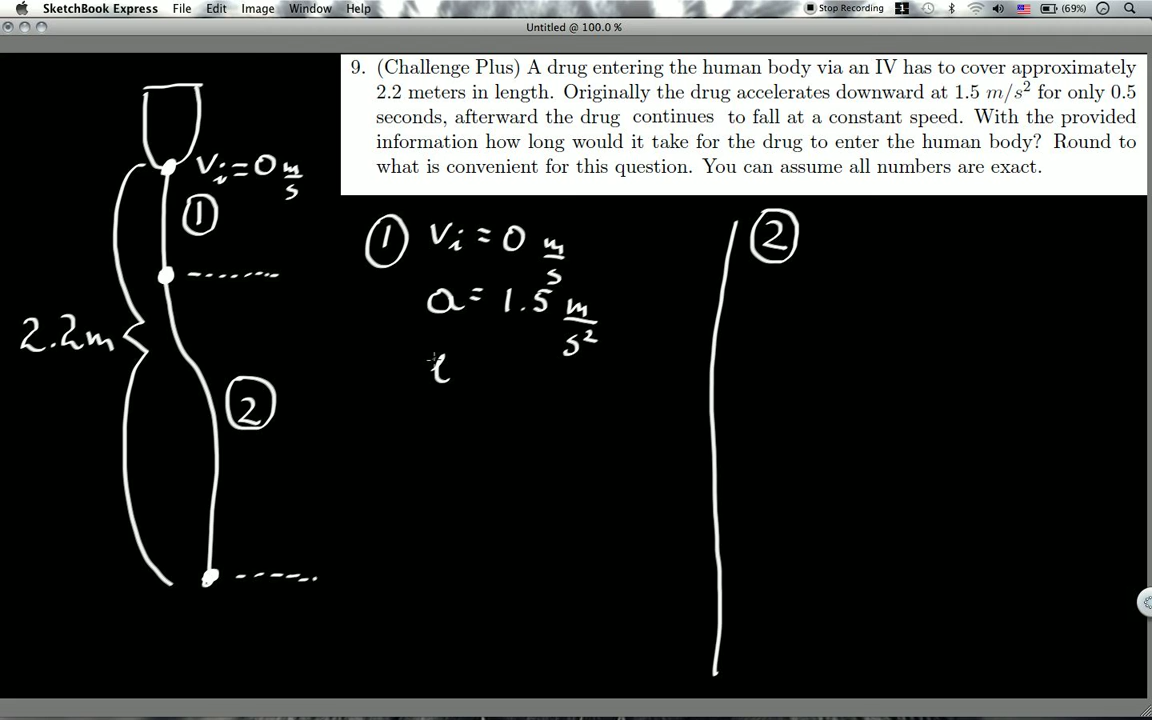 SketchBook Express File Edit Image Window Help Stop Recording 1 (69%)
Untitled @ 100.0 %
9. (Challenge Plus) A drug entering the human body via an IV has to cover approximately
2.2 meters in length. Originally the drug accelerates downward at 1.5 m/s² for only 0.5
seconds, afterward the drug continues to fall at a constant speed. With the provided
information how long would it take for the drug to enter the human body? Round to
what is convenient for this question. You can assume all numbers are exact.
Vi = 0 m/s
①
2.2m
②
① Vi = 0 m/s
a = 1.5 m/s²
t
②